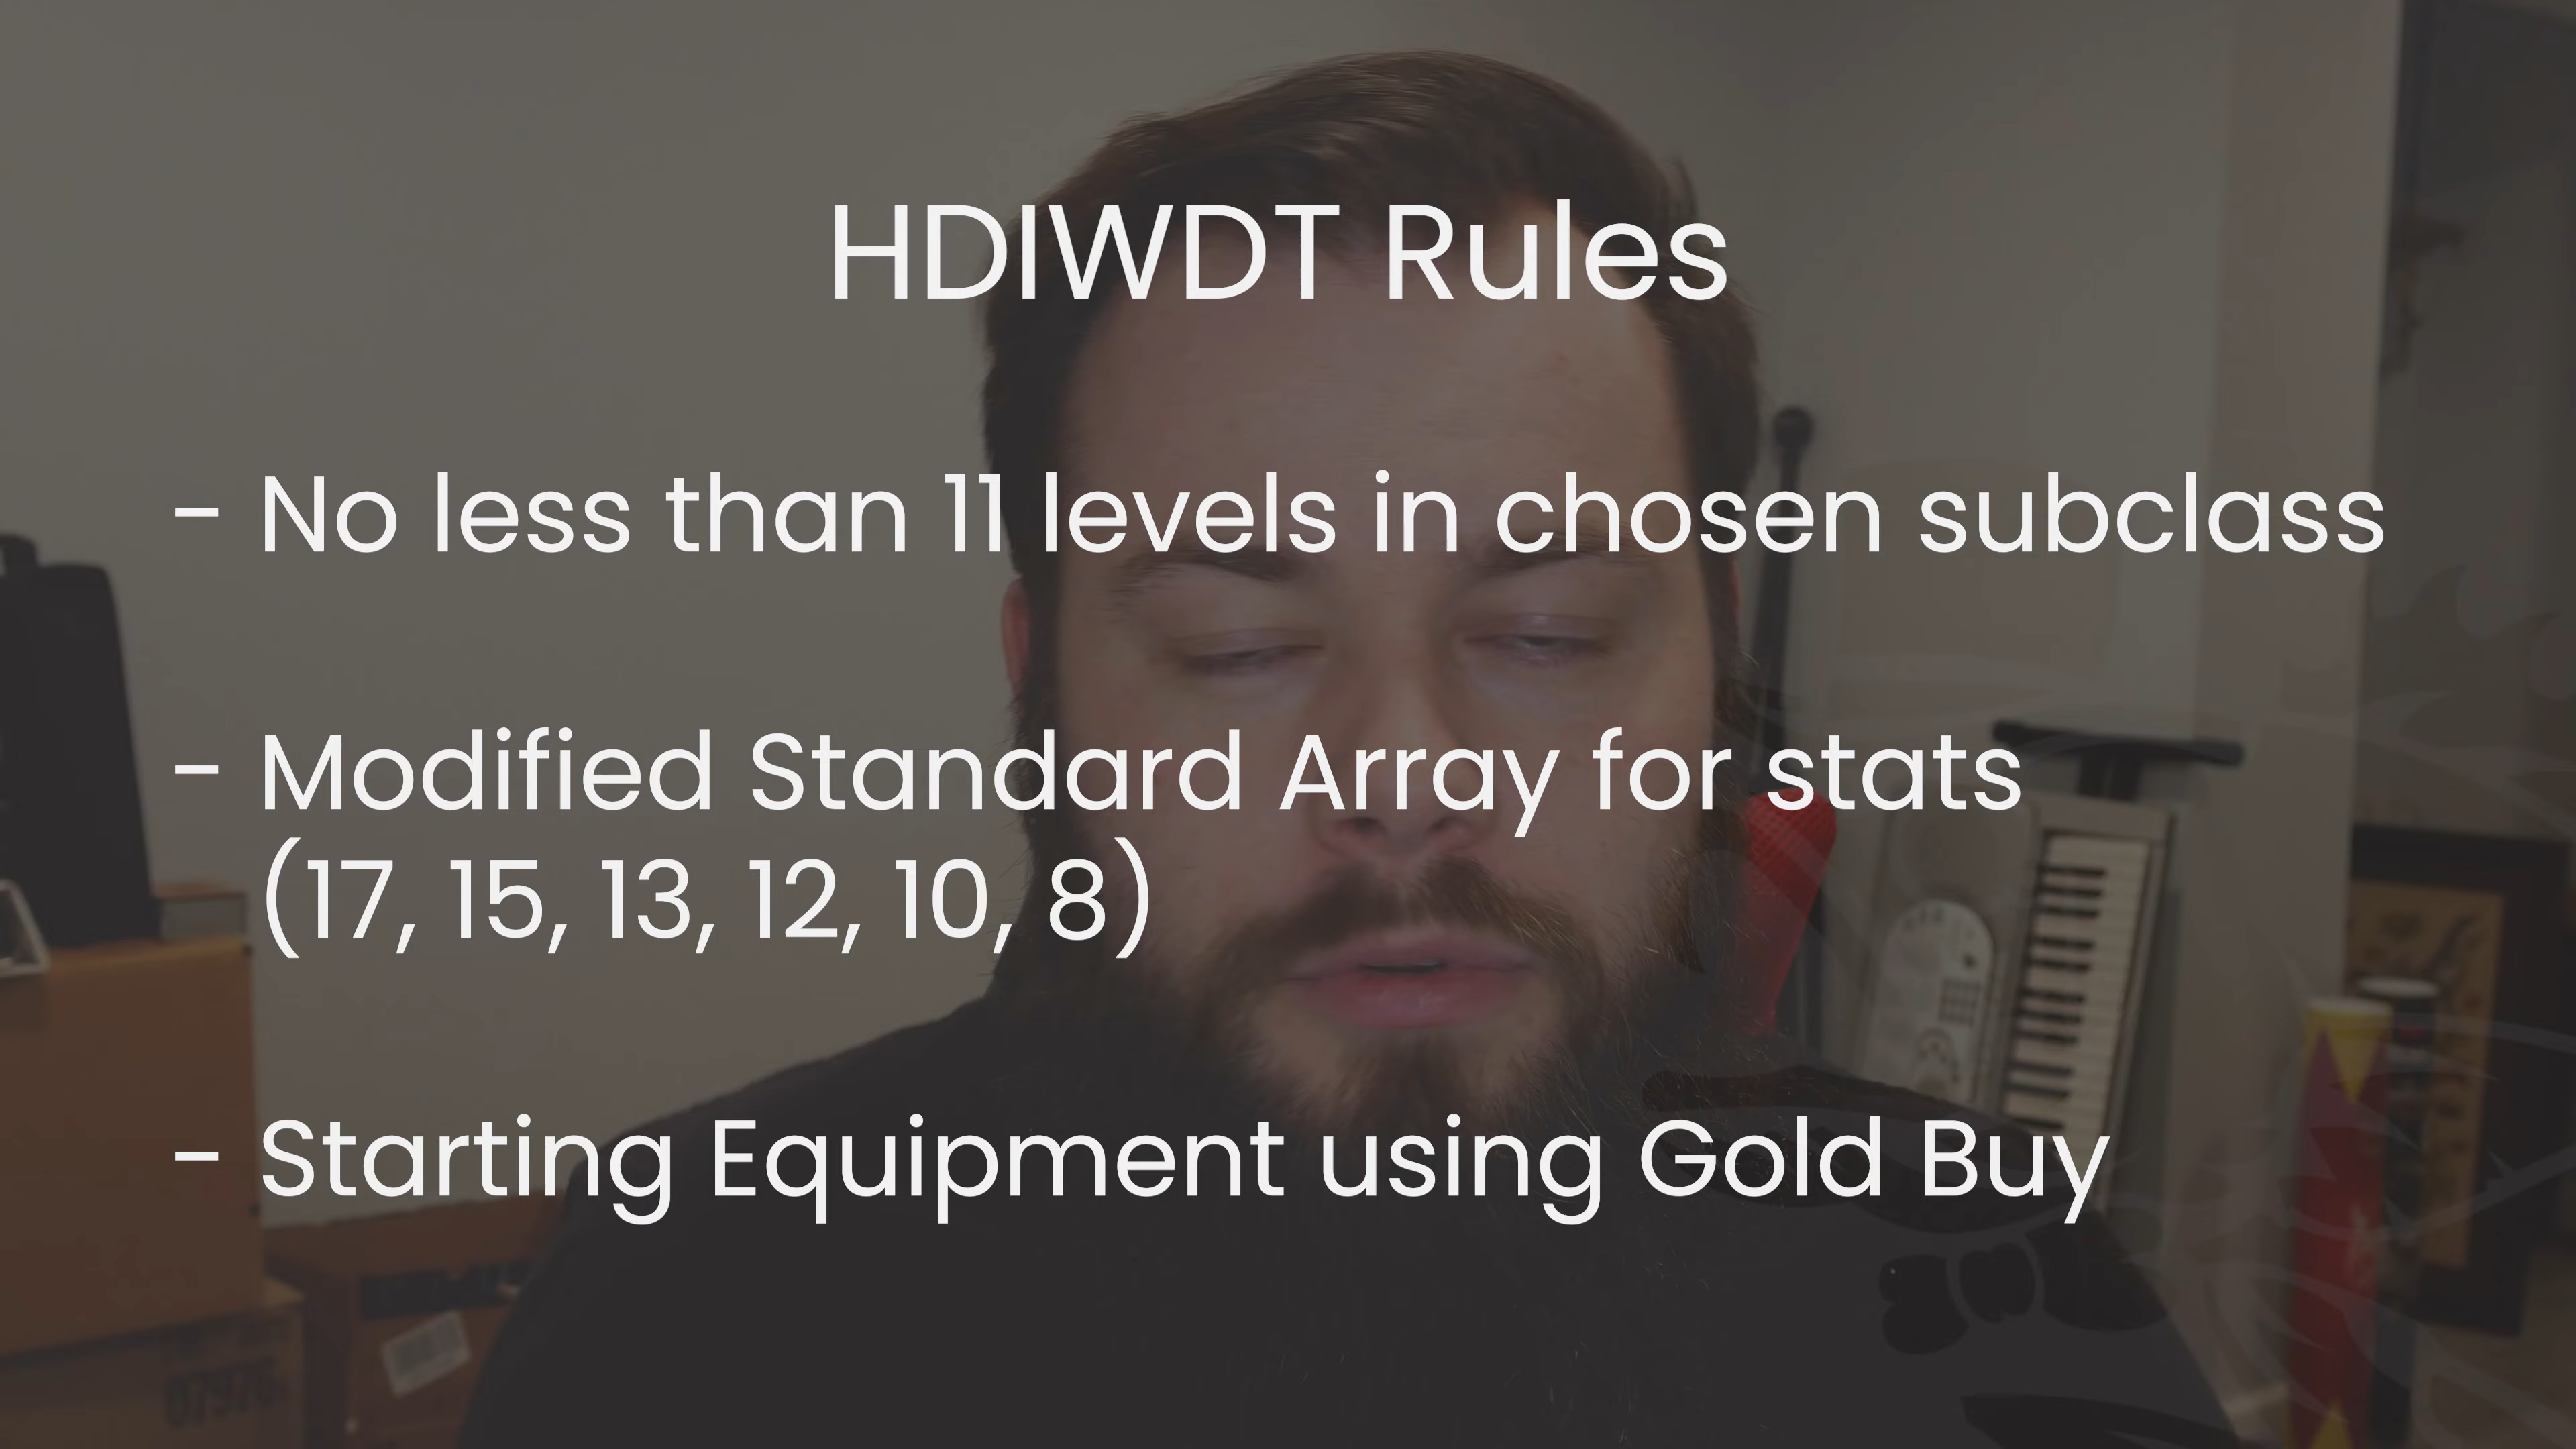 HDIWDT Rules
- No less than 11 levels in chosen subclass
- Modified Standard Array for stats
(17, 15, 13, 12, 10, 8)
- Starting Equipment using Gold Buy